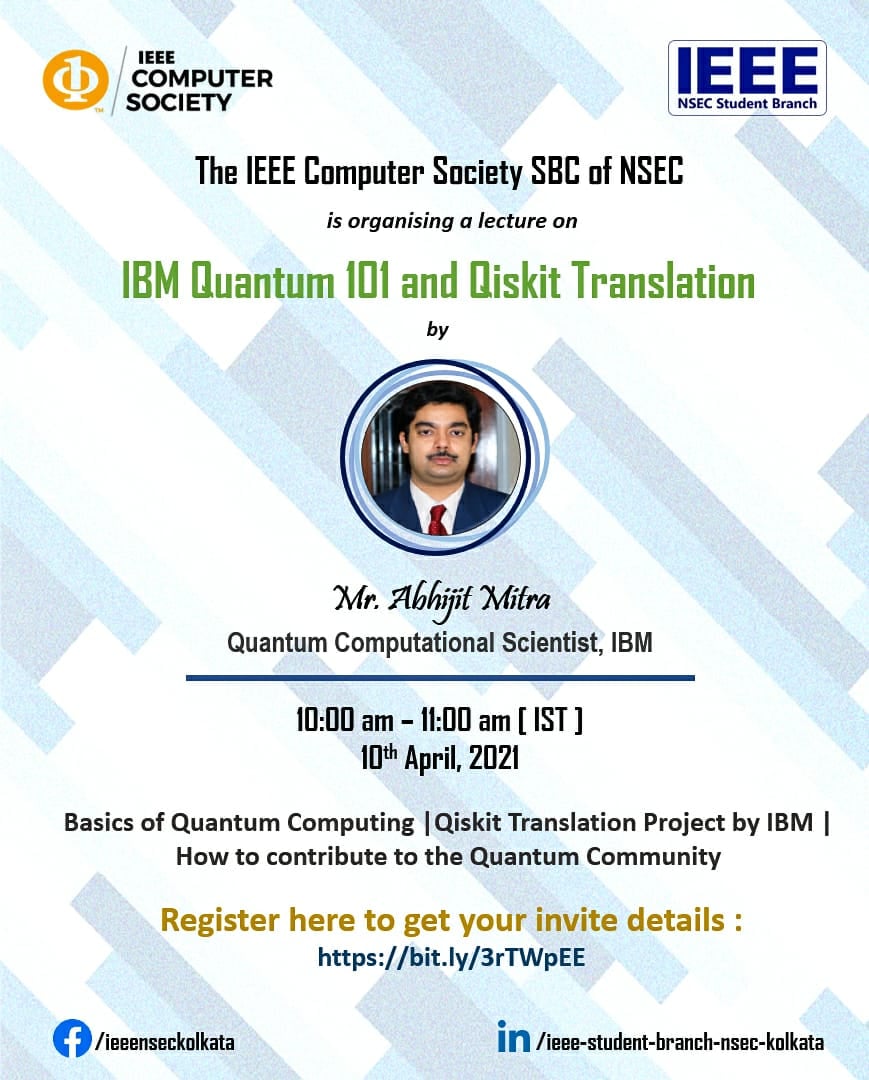 IEEE
COMPUTER
SOCIETY
TM
IEEE
NSEC Student Branch
The IEEE Computer Society SBC of NSEC
is organising a lecture on
IBM Quantum 101 and Qiskit Translation
by
Mr. Abhijit Mitra
Quantum Computational Scientist, IBM
10:00 am – 11:00 am [ IST ]
10th April, 2021
Basics of Quantum Computing |Qiskit Translation Project by IBM |
How to contribute to the Quantum Community
Register here to get your invite details :
https://bit.ly/3rTWpEE
/ieeenseckolkata
in /ieee-student-branch-nsec-kolkata